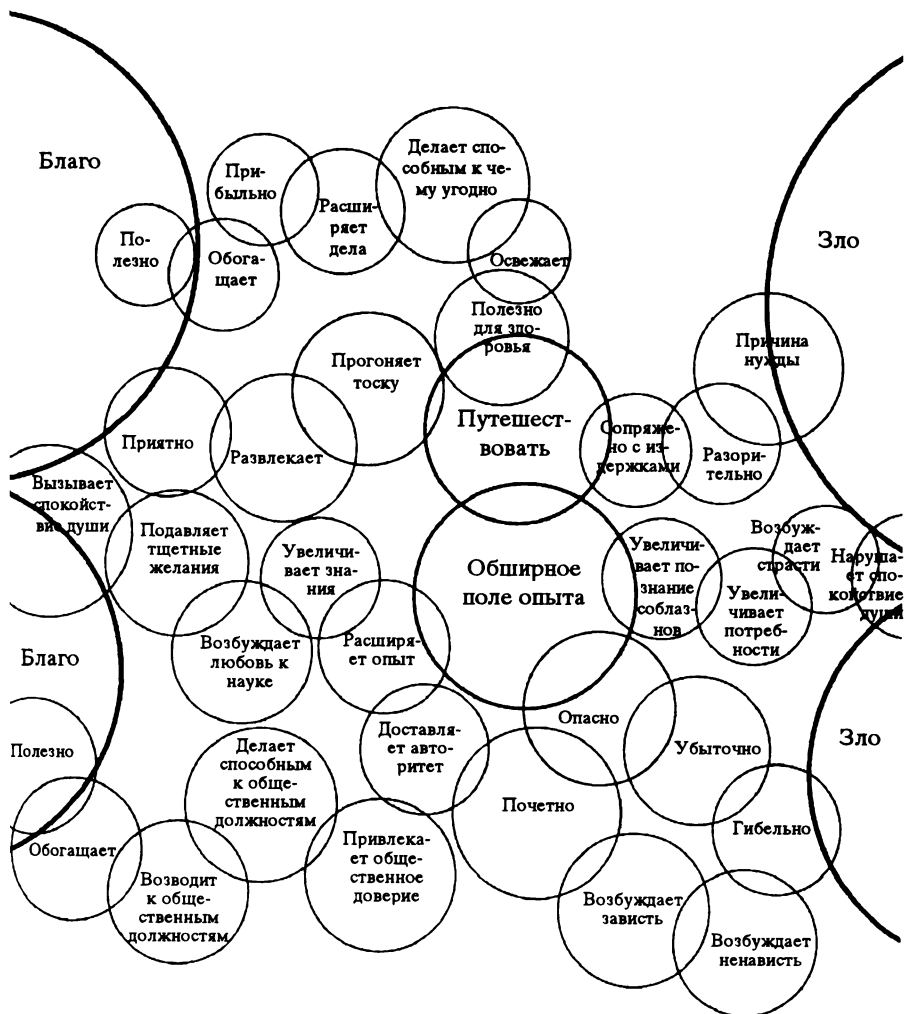 Благо
При-
быльно
Расши-
ряет
дела
Делает спо-
собным к че-
му угодно
По-
лезно
Обога-
щает
Освежает
Зло
Полезно
для здо-
ровья
Причина
нужды
Прогоняет
тоску
Путешест-
вовать
Сопряже-
но с из-
держками
Разори-
тельно
Приятно
Развлекает
Вызывает
спокойст-
вие души
Подавляет
тщетные
желания
Увеличи-
вает зна-
ния
Обширное
поле опыта
Увеличи-
вает по-
знание
соблаз-
нов
Увели-
чивает
потреб-
ности
Возбуж-
дает
страсти
Наруша-
ет спо-
койствие
души
Благо
Возбуждает
любовь к
науке
Расширя-
ет опыт
Опасно
Убыточно
Зло
Полезно
Делает
способным
к обще-
ственным
должностям
Доставля-
ет авто-
ритет
Почетно
Гибельно
Обогащает
Возводит
к обще-
ственным
должностям
Привлека-
ет обще-
ственное
доверие
Возбуждает
зависть
Возбуждает
ненависть